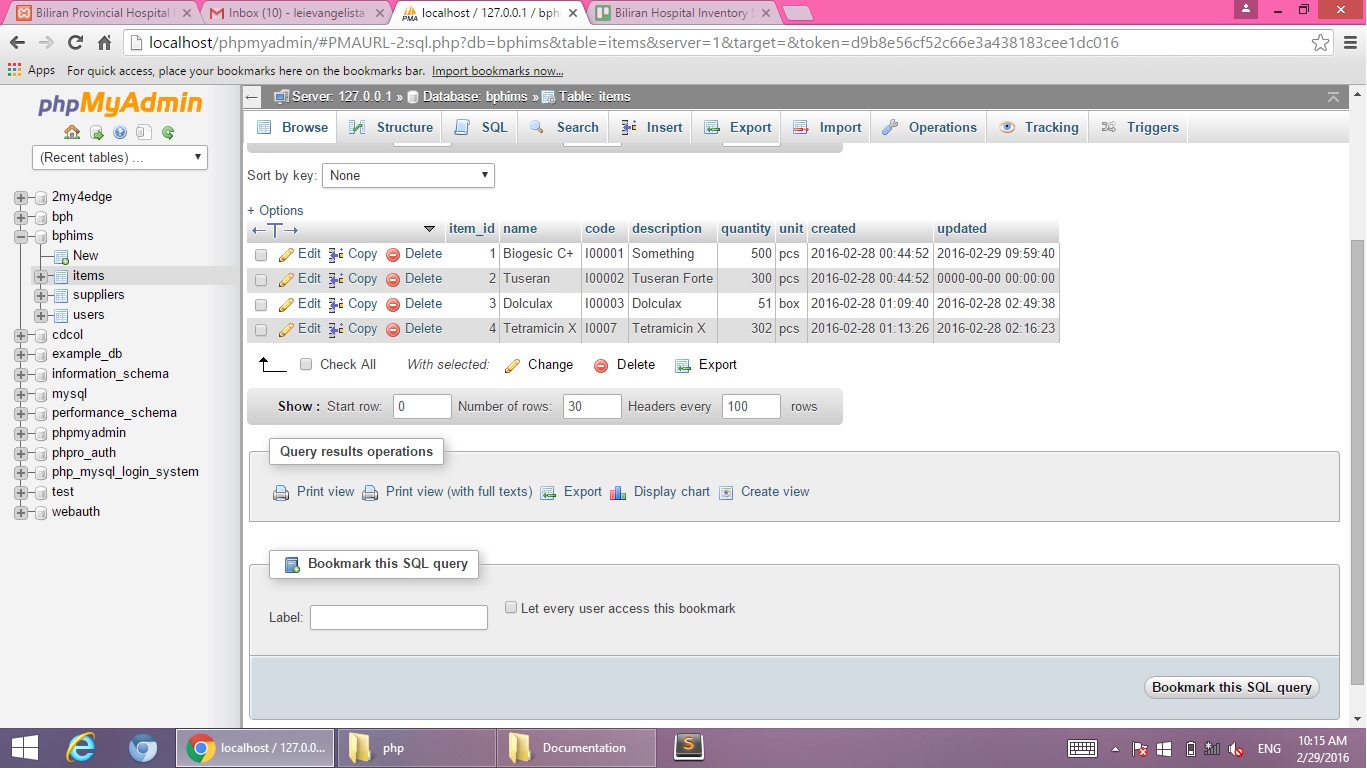 Biliran Provincial Hospital
Inbox (10) - leievangelista
localhost / 127.0.0.1 / bph
Biliran Hospital Inventory
localhost/phpmyadmin/#PMAURL-2:sql.php?db=bphims&table=items&server=1&target=&token=d9b8e56cf52c66e3a438183cee1dc016
Apps For quick access, place your bookmarks here on the bookmarks bar. Import bookmarks now...
phpMyAdmin
(Recent tables) ...
2my4edge
bph
bphims
New
items
suppliers
users
cdcol
example_db
information_schema
mysql
performance_schema
phpmyadmin
phpro_auth
php_mysql_login_system
test
webauth
Server: 127.0.0.1 » Database: bphims » Table: items
Browse Structure SQL Search Insert Export Import Operations Tracking Triggers
Sort by key: None
+ Options
item_id name code description quantity unit created updated
Edit Copy Delete 1 Biogesic C+ I00001 Something 500 pcs 2016-02-28 00:44:52 2016-02-29 09:59:40
Edit Copy Delete 2 Tuseran I00002 Tuseran Forte 300 pcs 2016-02-28 00:44:52 0000-00-00 00:00:00
Edit Copy Delete 3 Dolculax I00003 Dolculax 51 box 2016-02-28 01:09:40 2016-02-28 02:49:38
Edit Copy Delete 4 Tetramicin X I0007 Tetramicin X 302 pcs 2016-02-28 01:13:26 2016-02-28 02:16:23
Check All With selected: Change Delete Export
Show : Start row: 0 Number of rows: 30 Headers every 100 rows
Query results operations
Print view Print view (with full texts) Export Display chart Create view
Bookmark this SQL query
Label: Let every user access this bookmark
Bookmark this SQL query
localhost / 127.0.0... php Documentation ENG 10:15 AM
2/29/2016